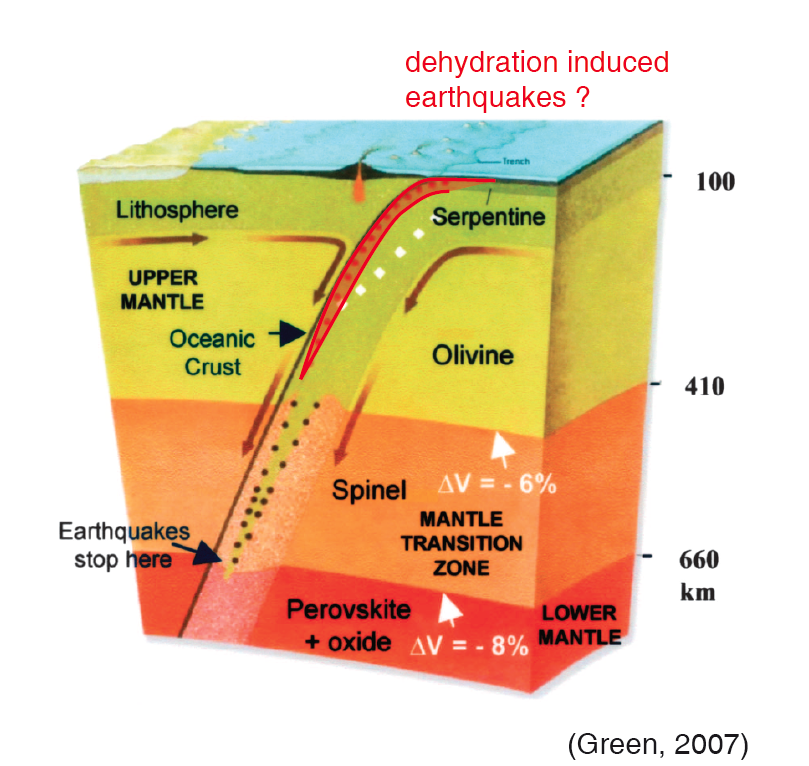 dehydration induced
earthquakes ?
Trench
100
Lithosphere
Serpentine
UPPER
MANTLE
Oceanic
Crust
Olivine
410
Spinel
ΔV = - 6%
MANTLE
TRANSITION
ZONE
Earthquakes
stop here
660
km
Perovskite
+ oxide
ΔV = - 8%
LOWER
MANTLE
(Green, 2007)